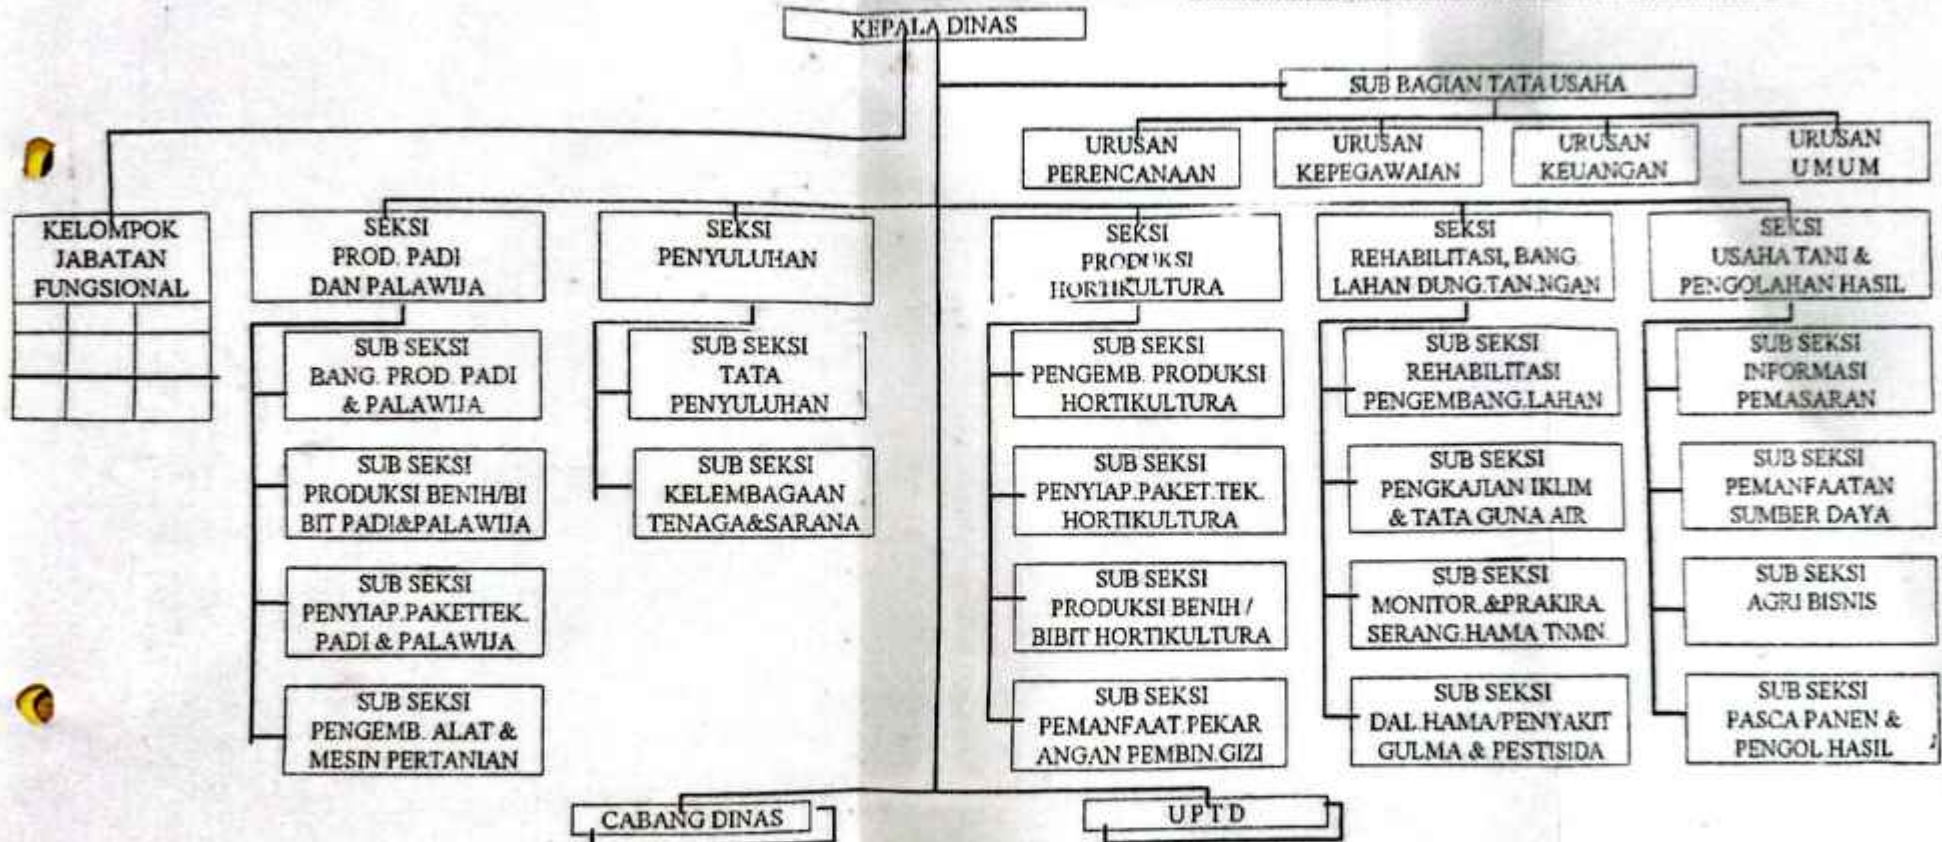 KEPALA DINAS
SUB BAGIAN TATA USAHA
URUSAN
PERENCANAAN
URUSAN
KEPEGAWAIAN
URUSAN
KEUANGAN
URUSAN
UMUM
KELOMPOK
JABATAN
FUNGSIONAL
SEKSI
PROD. PADI
DAN PALAWIJA
SUB SEKSI
BANG. PROD. PADI
& PALAWIJA
SUB SEKSI
PRODUKSI BENIH/BI
BIT PADI&PALAWIJA
SUB SEKSI
PENYIAP.PAKETTEK.
PADI & PALAWIJA
SUB SEKSI
PENGEMB. ALAT &
MESIN PERTANIAN
SEKSI
PENYULUHAN
SUB SEKSI
TATA
PENYULUHAN
SUB SEKSI
KELEMBAGAAN
TENAGA&SARANA
SEKSI
PRODUKSI
HORTIKULTURA
SUB SEKSI
PENGEMB. PRODUKSI
HORTIKULTURA
SUB SEKSI
PENYIAP.PAKET.TEK.
HORTIKULTURA
SUB SEKSI
PRODUKSI BENIH /
BIBIT HORTIKULTURA
SUB SEKSI
PEMANFAAT.PEKAR
ANGAN PEMBIN.GIZI
SEKSI
REHABILITASI, BANG.
LAHAN DUNG.TAN.NGAN
SUB SEKSI
REHABILITASI
PENGEMBANG.LAHAN
SUB SEKSI
PENGKAJIAN IKLIM
& TATA GUNA AIR
SUB SEKSI
MONITOR.&PRAKIRA.
SERANG.HAMA TNMN.
SUB SEKSI
DAL.HAMA/PENYAKIT
GULMA & PESTISIDA
SEKSI
USAHA TANI &
PENGOLAHAN HASIL
SUB SEKSI
INFORMASI
PEMASARAN
SUB SEKSI
PEMANFAATAN
SUMBER DAYA
SUB SEKSI
AGRI BISNIS
SUB SEKSI
PASCA PANEN &
PENGOL.HASIL
CABANG DINAS
UPTD